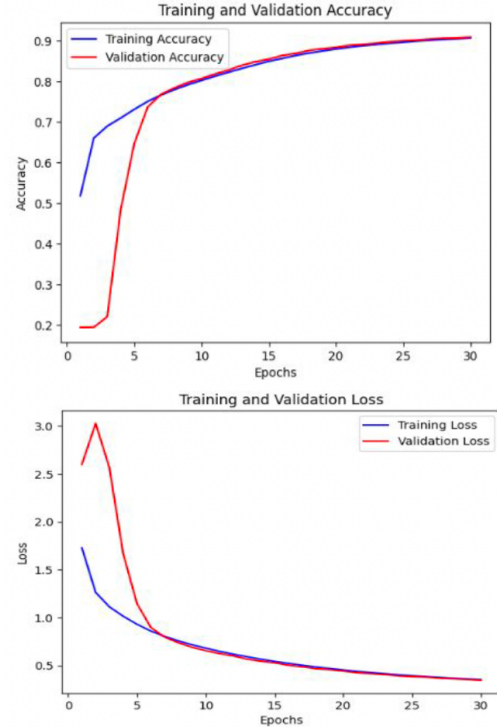 Training and Validation Accuracy
Training Accuracy
Validation Accuracy
Accuracy
0.9
0.8
0.7
0.6
0.5
0.4
0.3
0.2
0 5 10 15 20 25 30
Epochs
Training and Validation Loss
Training Loss
Validation Loss
Loss
3.0
2.5
2.0
1.5
1.0
0.5
0 5 10 15 20 25 30
Epochs